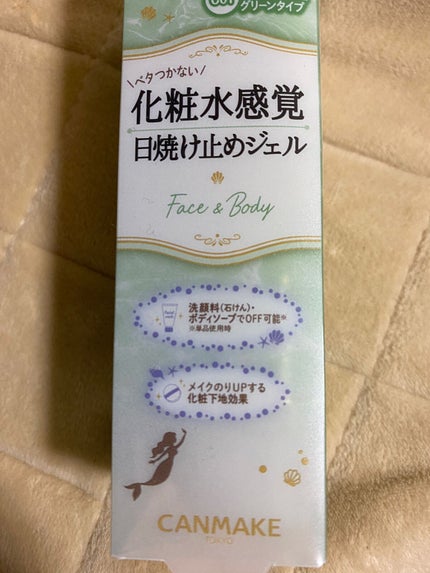 グリーンタイプ
\ベタつかない/
化粧水感覚
日焼け止めジェル
Face & Body
洗顔料(石けん)・
ボディソープでOFF可能※
※単品使用時
メイクのりUPする
化粧下地効果
CANMAKE
TOKYO